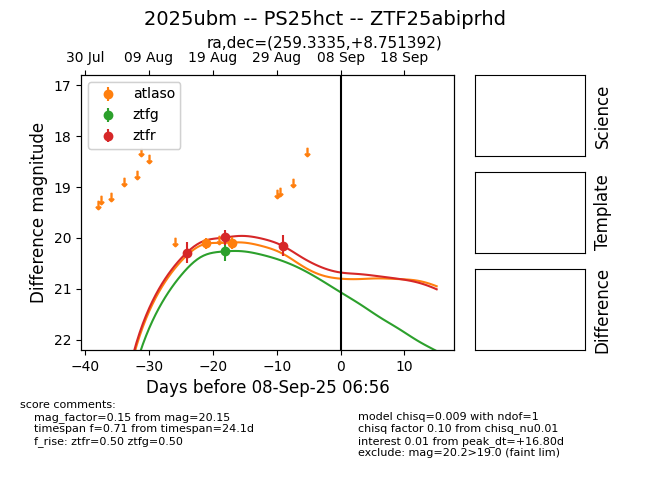 2025ubm -- PS25hct -- ZTF25abiprhd
ra,dec=(259.3335,+8.751392)
30 Jul 09 Aug 19 Aug 29 Aug 08 Sep 18 Sep
atlaso
ztfg
ztfr
17
18
19
20
21
22
Difference magnitude
−40 −30 −20 −10 0 10
Days before 08-Sep-25 06:56
Science
Template
Difference
score comments:
mag_factor=0.15 from mag=20.15
timespan f=0.71 from timespan=24.1d
f_rise: ztfr=0.50 ztfg=0.50
model chisq=0.009 with ndof=1
chisq factor 0.10 from chisq_nu0.01
interest 0.01 from peak_dt=+16.80d
exclude: mag=20.2>19.0 (faint lim)